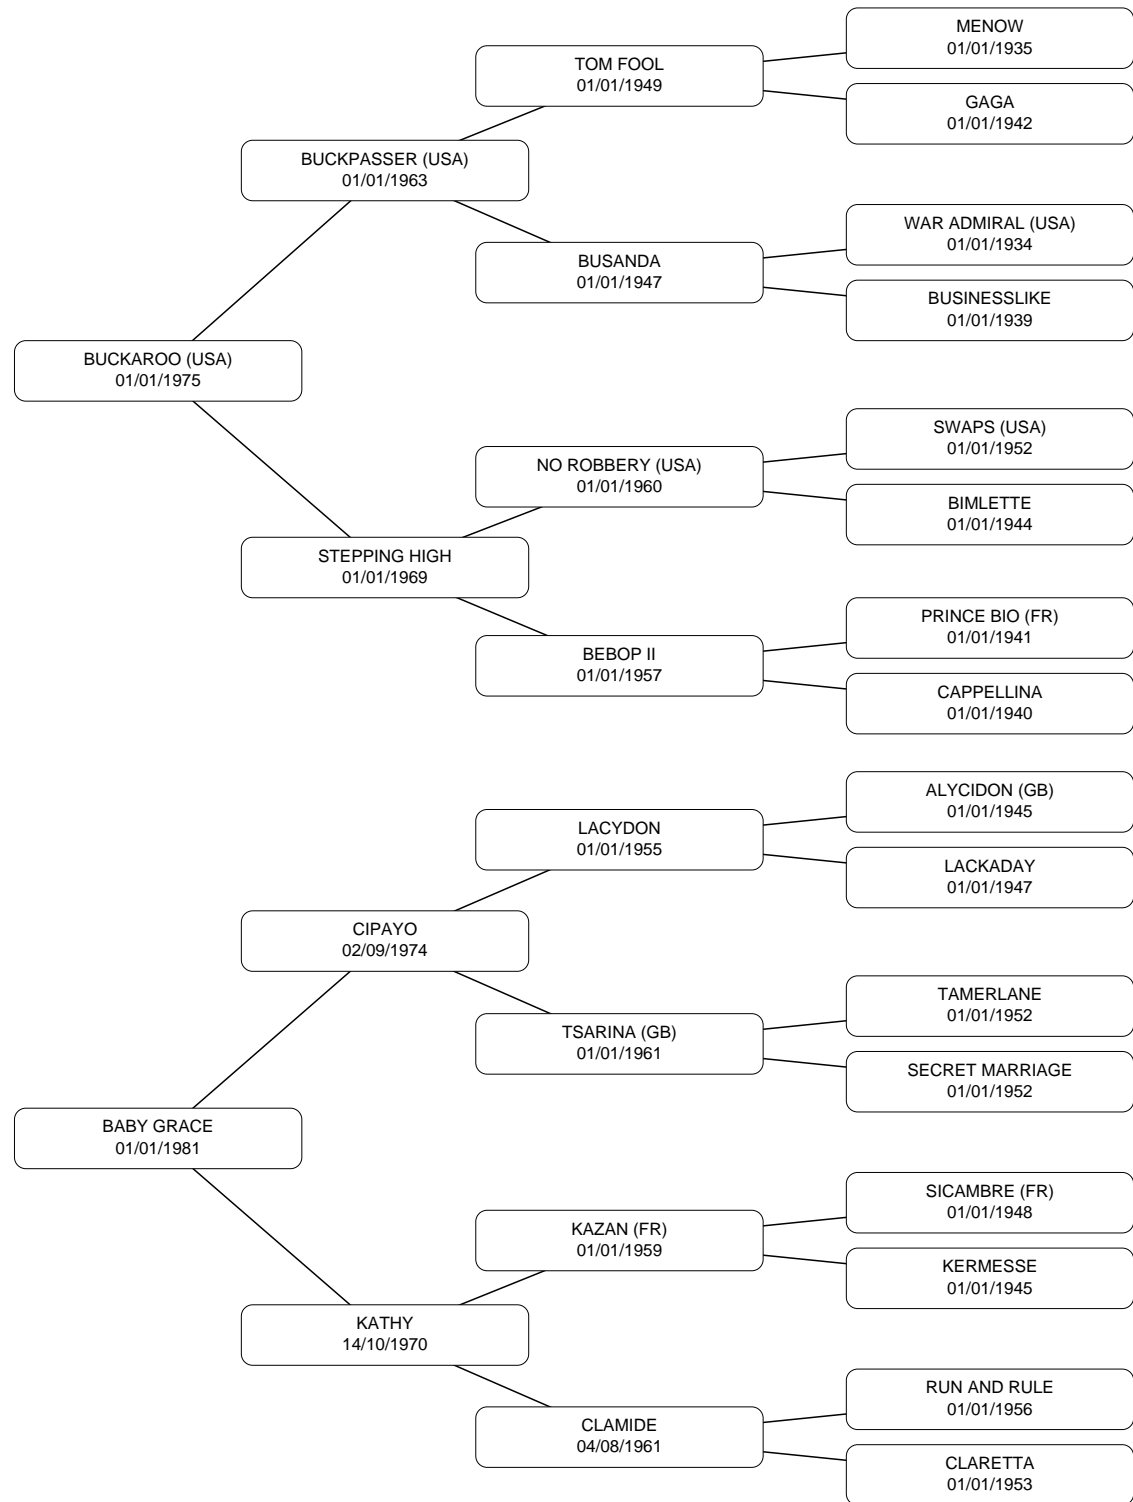 MENOW
01/01/1935
TOM FOOL
01/01/1949
GAGA
01/01/1942
BUCKPASSER (USA)
01/01/1963
WAR ADMIRAL (USA)
01/01/1934
BUSANDA
01/01/1947
BUSINESSLIKE
01/01/1939
BUCKAROO (USA)
01/01/1975
SWAPS (USA)
01/01/1952
NO ROBBERY (USA)
01/01/1960
BIMLETTE
01/01/1944
STEPPING HIGH
01/01/1969
PRINCE BIO (FR)
01/01/1941
BEBOP II
01/01/1957
CAPPELLINA
01/01/1940
ALYCIDON (GB)
01/01/1945
LACYDON
01/01/1955
LACKADAY
01/01/1947
CIPAYO
02/09/1974
TAMERLANE
01/01/1952
TSARINA (GB)
01/01/1961
SECRET MARRIAGE
01/01/1952
BABY GRACE
01/01/1981
SICAMBRE (FR)
01/01/1948
KAZAN (FR)
01/01/1959
KERMESSE
01/01/1945
KATHY
14/10/1970
RUN AND RULE
01/01/1956
CLAMIDE
04/08/1961
CLARETTA
01/01/1953